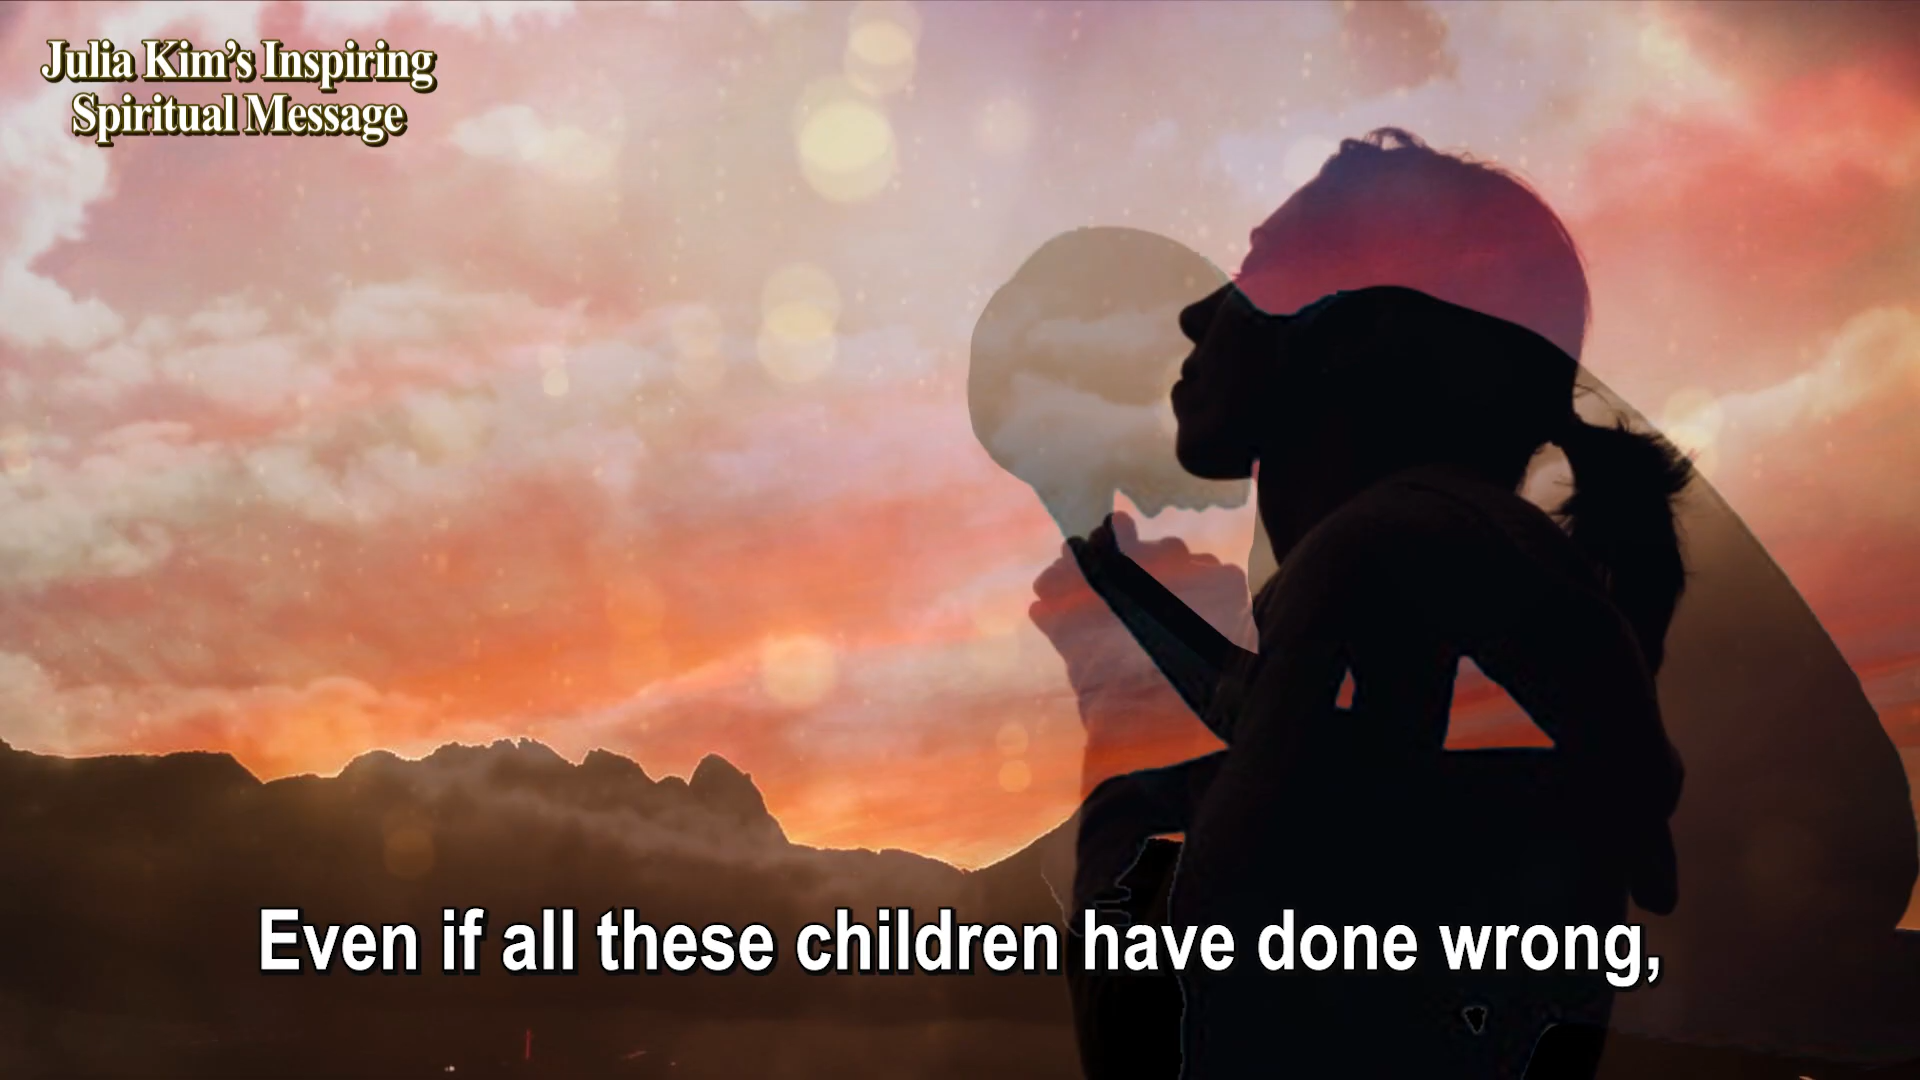 Julia Kim’s Inspiring
Spiritual Message
Even if all these children have done wrong,